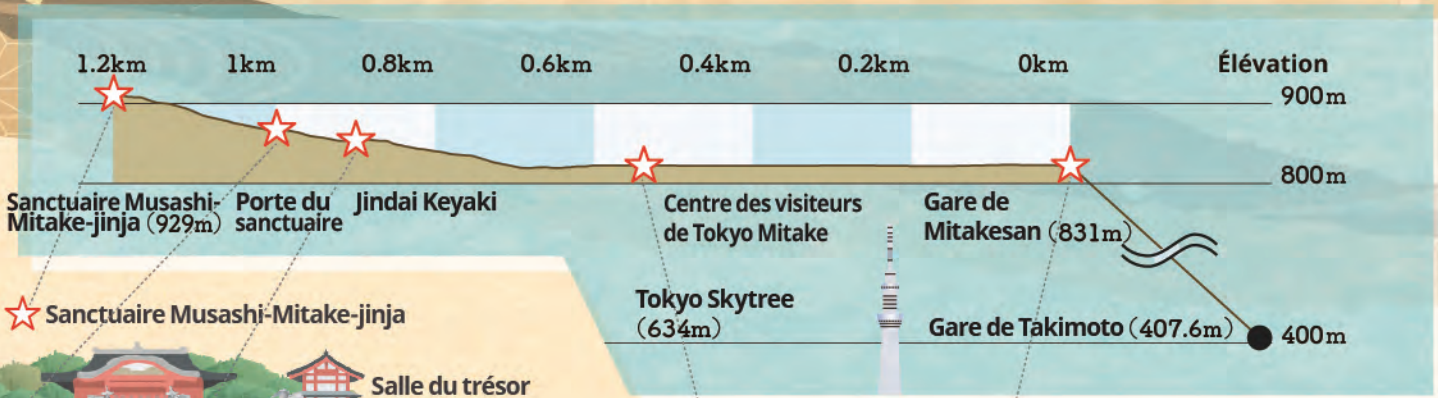 1.2km 1km 0.8km 0.6km 0.4km 0.2km 0km Élévation
900m
800m
Sanctuaire Musashi-
Mitake-jinja (929m)
Porte du
sanctuaire
Jindai Keyaki
Centre des visiteurs
de Tokyo Mitake
Gare de
Mitakesan (831m)
Tokyo Skytree
(634m)
Gare de Takimoto (407.6m)
400m
Sanctuaire Musashi-Mitake-jinja
Salle du trésor